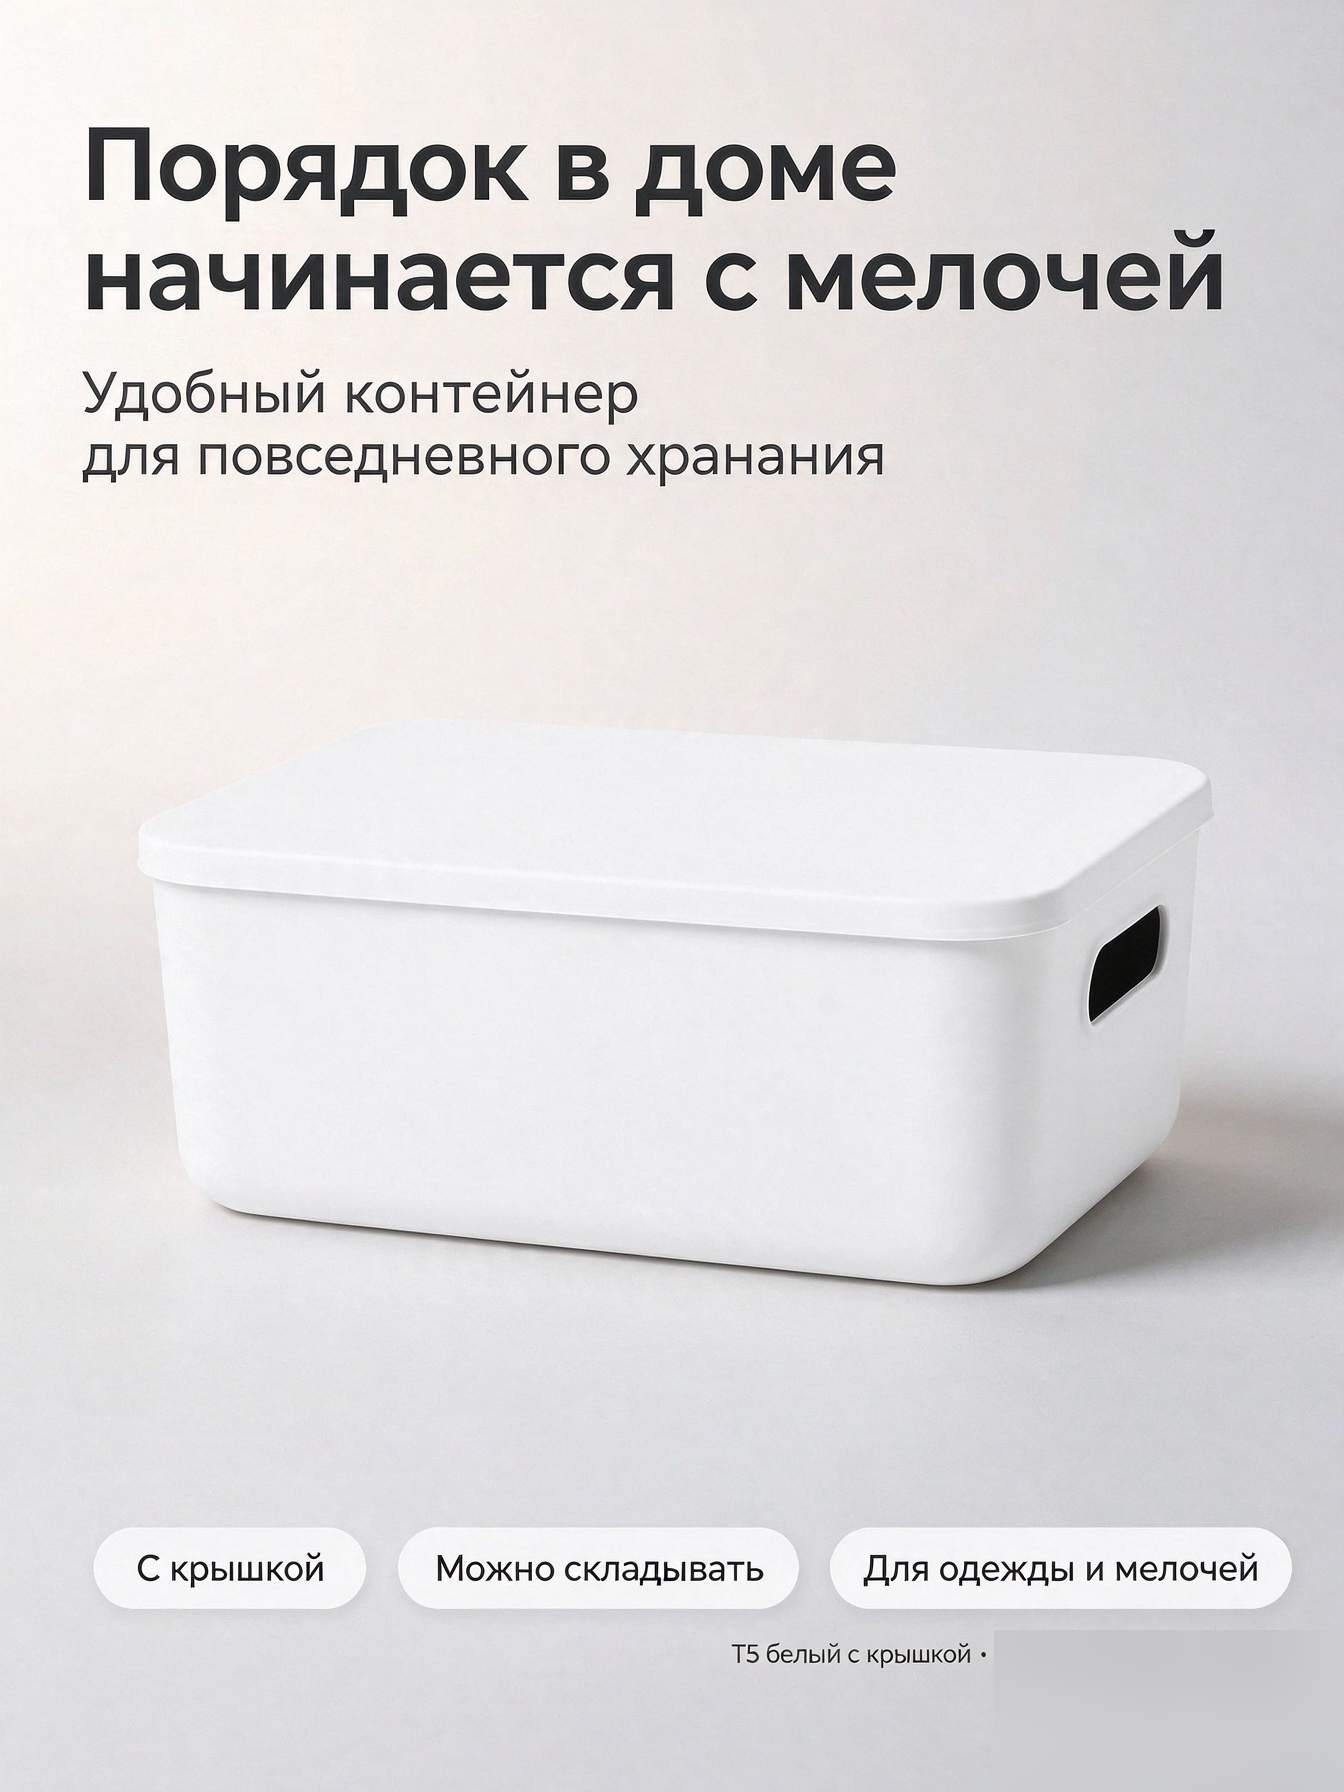 Порядок в доме
начинается с мелочей
Удобный контейнер
для повседневного хранания
С крышкой
Можно складывать
Для одежды и мелочей
Т5 белый с крышкой •